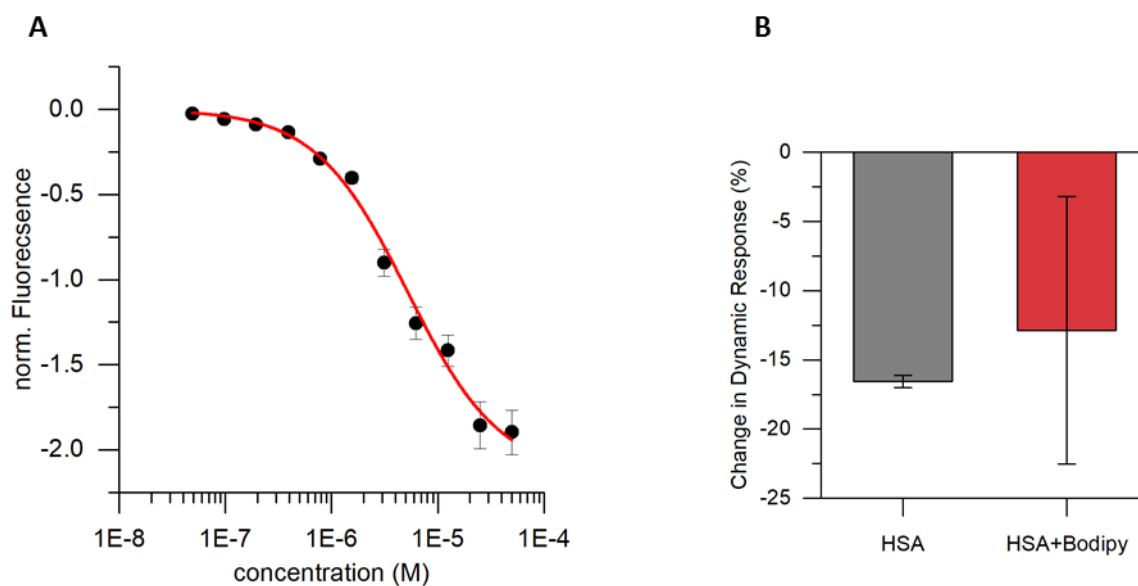 A
norm. Fluorecsence
0.0
-0.5
-1.0
-1.5
-2.0
1E-8 1E-7 1E-6 1E-5 1E-4
concentration (M)
B
Change in Dynamic Response (%)
0
-5
-10
-15
-20
-25
HSA HSA+Bodipy